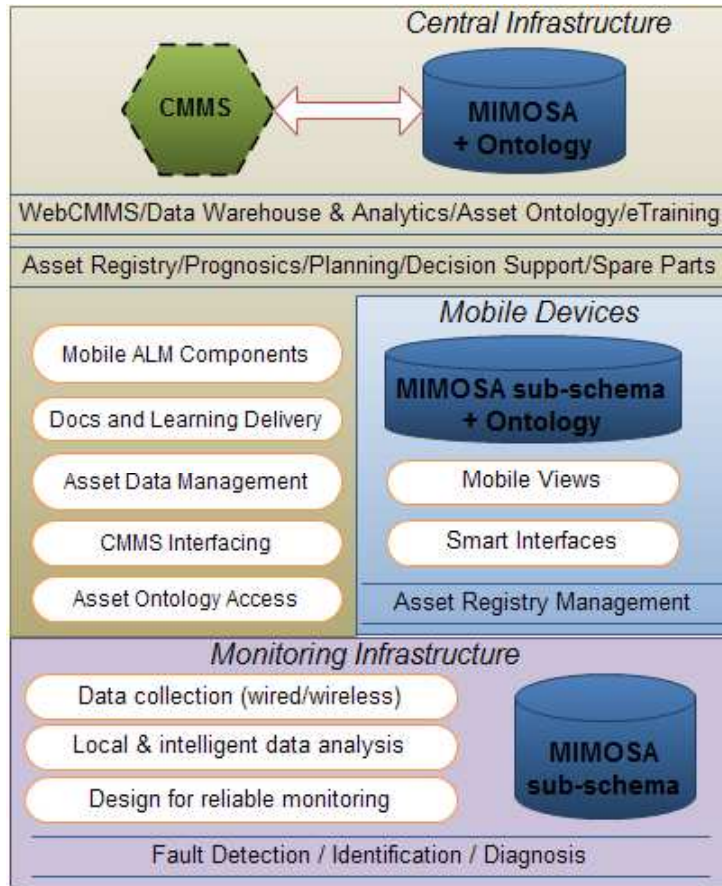 Central Infrastructure
CMMS
MIMOSA
+ Ontology
WebCMMS/Data Warehouse & Analytics/Asset Ontology/eTraining
Asset Registry/Prognosics/Planning/Decision Support/Spare Parts
Mobile ALM Components
Docs and Learning Delivery
Asset Data Management
CMMS Interfacing
Asset Ontology Access
Mobile Devices
MIMOSA sub-schema
+ Ontology
Mobile Views
Smart Interfaces
Asset Registry Management
Monitoring Infrastructure
Data collection (wired/wireless)
Local & intelligent data analysis
Design for reliable monitoring
MIMOSA
sub-schema
Fault Detection / Identification / Diagnosis